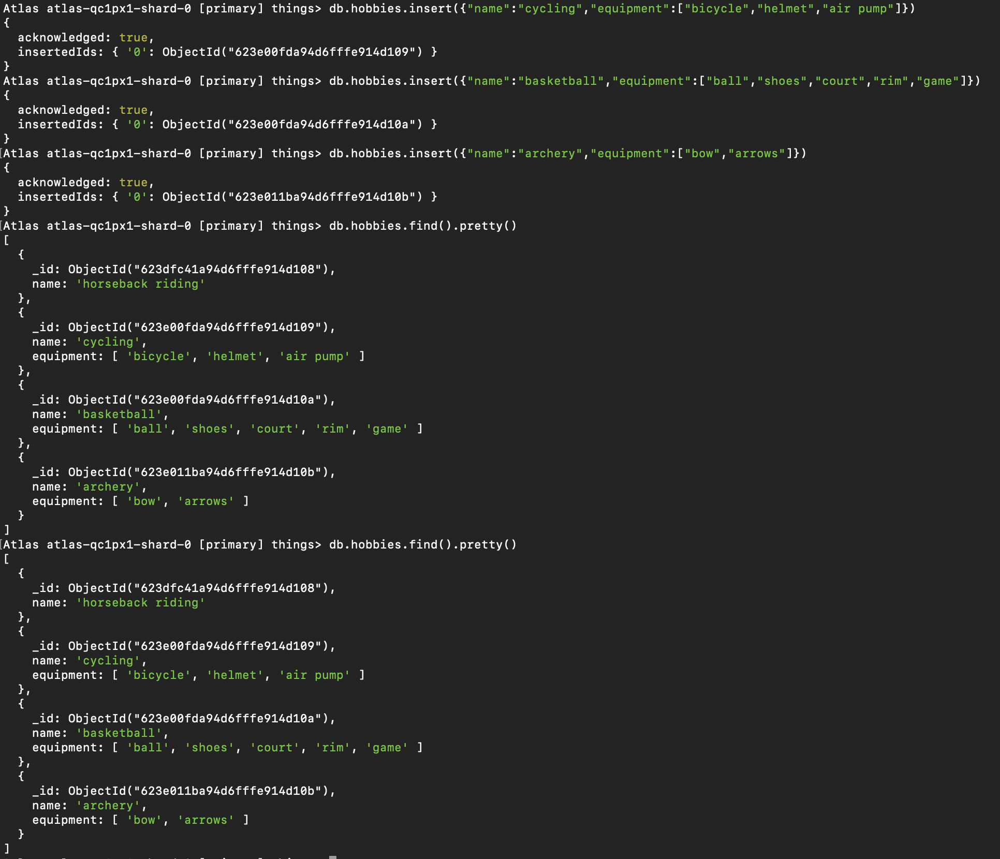 Atlas atlas-qc1px1-shard-0 [primary] things> db.hobbies.insert({"name":"cycling","equipment":["bicycle","helmet","air pump"]})
{
  acknowledged: true,
  insertedIds: { '0': ObjectId("623e00fda94d6fffe914d109") }
}
Atlas atlas-qc1px1-shard-0 [primary] things> db.hobbies.insert({"name":"basketball","equipment":["ball","shoes","court","rim","game"]})
{
  acknowledged: true,
  insertedIds: { '0': ObjectId("623e00fda94d6fffe914d10a") }
}
Atlas atlas-qc1px1-shard-0 [primary] things> db.hobbies.insert({"name":"archery","equipment":["bow","arrows"]})
{
  acknowledged: true,
  insertedIds: { '0': ObjectId("623e011ba94d6fffe914d10b") }
}
Atlas atlas-qc1px1-shard-0 [primary] things> db.hobbies.find().pretty()
[
  {
    _id: ObjectId("623dfc41a94d6fffe914d108"),
    name: 'horseback riding'
  },
  {
    _id: ObjectId("623e00fda94d6fffe914d109"),
    name: 'cycling',
    equipment: [ 'bicycle', 'helmet', 'air pump' ]
  },
  {
    _id: ObjectId("623e00fda94d6fffe914d10a"),
    name: 'basketball',
    equipment: [ 'ball', 'shoes', 'court', 'rim', 'game' ]
  },
  {
    _id: ObjectId("623e011ba94d6fffe914d10b"),
    name: 'archery',
    equipment: [ 'bow', 'arrows' ]
  }
]
Atlas atlas-qc1px1-shard-0 [primary] things> db.hobbies.find().pretty()
[
  {
    _id: ObjectId("623dfc41a94d6fffe914d108"),
    name: 'horseback riding'
  },
  {
    _id: ObjectId("623e00fda94d6fffe914d109"),
    name: 'cycling',
    equipment: [ 'bicycle', 'helmet', 'air pump' ]
  },
  {
    _id: ObjectId("623e00fda94d6fffe914d10a"),
    name: 'basketball',
    equipment: [ 'ball', 'shoes', 'court', 'rim', 'game' ]
  },
  {
    _id: ObjectId("623e011ba94d6fffe914d10b"),
    name: 'archery',
    equipment: [ 'bow', 'arrows' ]
  }
]